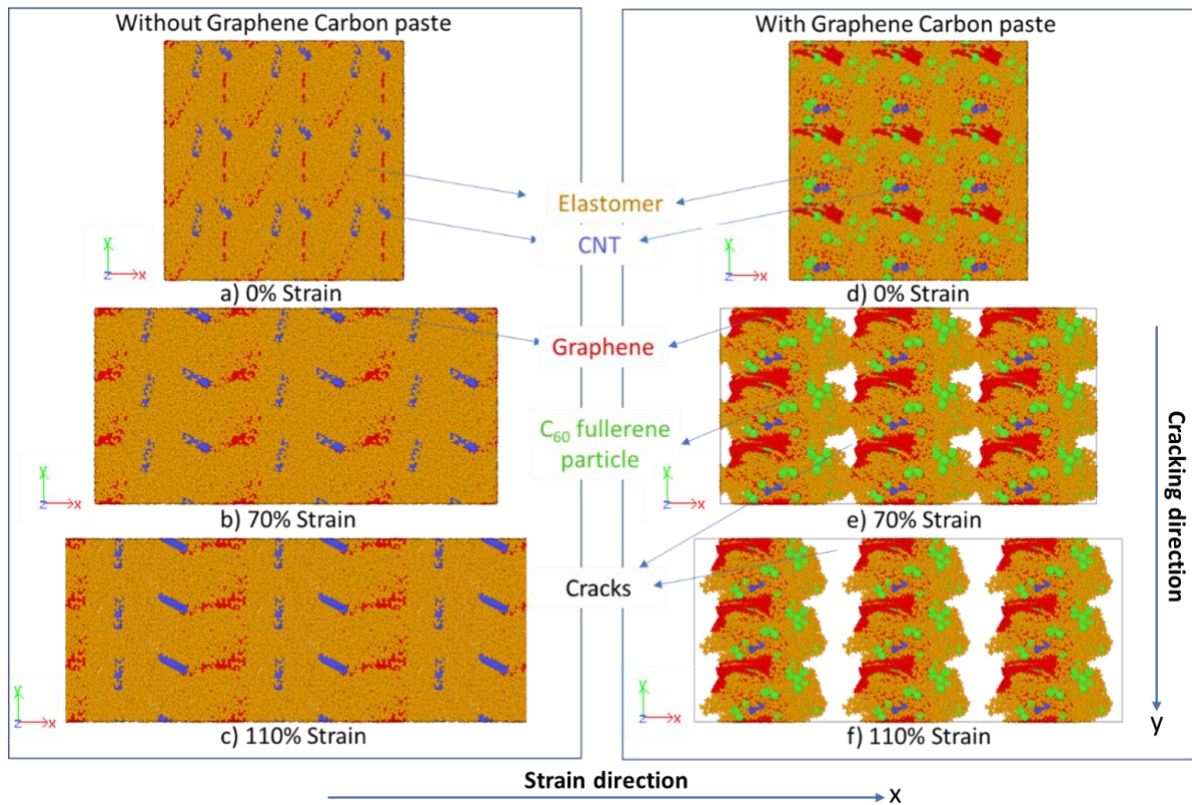 Without Graphene Carbon paste
With Graphene Carbon paste
Elastomer
CNT
y
z
x
a) 0% Strain
y
z
x
d) 0% Strain
Graphene
C₆₀ fullerene
particle
y
z
x
b) 70% Strain
y
z
x
e) 70% Strain
Cracks
y
z
x
c) 110% Strain
y
z
x
f) 110% Strain
Cracking direction
y
Strain direction
x